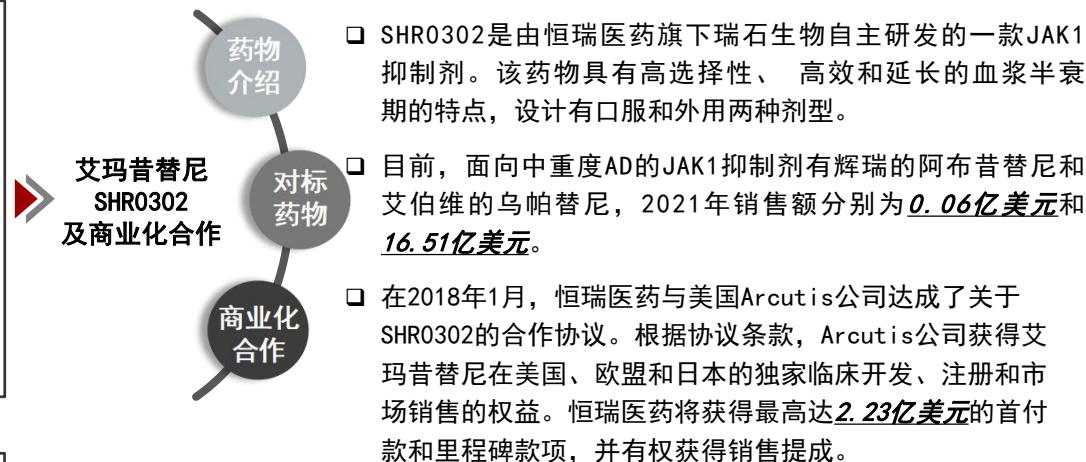 艾玛昔替尼
SHR0302
及商业化合作
药物
介绍
SHR0302是由恒瑞医药旗下瑞石生物自主研发的一款JAK1
抑制剂。该药物具有高选择性、 高效和延长的血浆半衰
期的特点，设计有口服和外用两种剂型。
对标
药物
目前，面向中重度AD的JAK1抑制剂有辉瑞的阿布昔替尼和
艾伯维的乌帕替尼，2021年销售额分别为0.06亿美元和
16.51亿美元。
商业化
合作
在2018年1月，恒瑞医药与美国Arcutis公司达成了关于
SHR0302的合作协议。根据协议条款，Arcutis公司获得艾
玛昔替尼在美国、欧盟和日本的独家临床开发、注册和市
场销售的权益。恒瑞医药将获得最高达2.23亿美元的首付
款和里程碑款项，并有权获得销售提成。